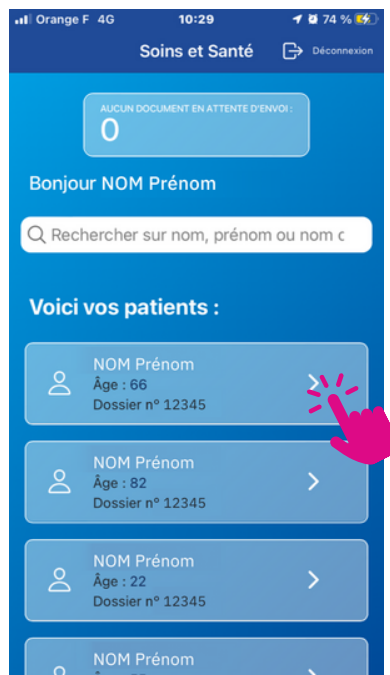 Orange F 4G 10:29 74 %
Soins et Santé Déconnexion
AUCUN DOCUMENT EN ATTENTE D'ENVOI :
0
Bonjour NOM Prénom
Rechercher sur nom, prénom ou nom c
Voici vos patients :
NOM Prénom
Âge : 66
Dossier n° 12345
NOM Prénom
Âge : 82
Dossier n° 12345
NOM Prénom
Âge : 22
Dossier n° 12345
NOM Prénom